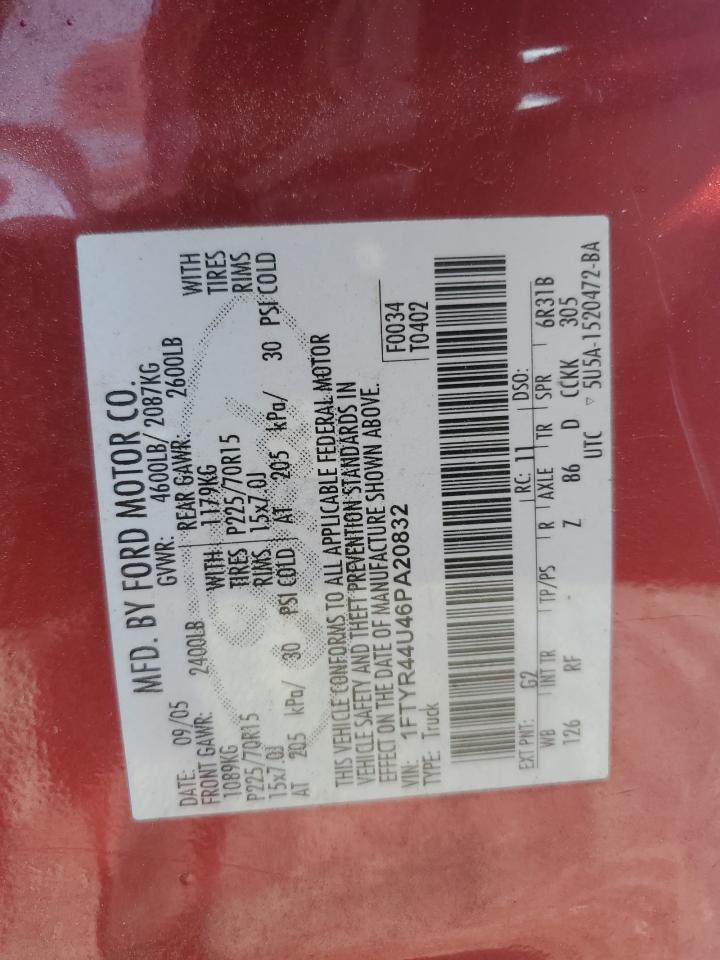 MFD. BY FORD MOTOR CO.
DATE: 09/05 GVWR: 4600LB/ 2087KG
FRONT GAWR: 2400LB REAR GAWR: 2600LB
1089KG WITH 1179KG WITH
P225/70R15 TIRES P225/70R15 TIRES
15x7.0J RIMS 15x7.0J RIMS
AT 205 kPa/ 30 PSI COLD AT 205 kPa/ 30 PSI COLD
THIS VEHICLE CONFORMS TO ALL APPLICABLE FEDERAL MOTOR
VEHICLE SAFETY AND THEFT PREVENTION STANDARDS IN
EFFECT ON THE DATE OF MANUFACTURE SHOWN ABOVE.
VIN: 1FTYR44U46PA20832 F0034
TYPE: Truck T0402
EXT PNT: G2 RC: 11 DSO:
WB INT TR TP/PS R AXLE TR SPR 6R31B
126 RF Z 86 D CCKK 305
UTC ▽ 5U5A-1520472-BA